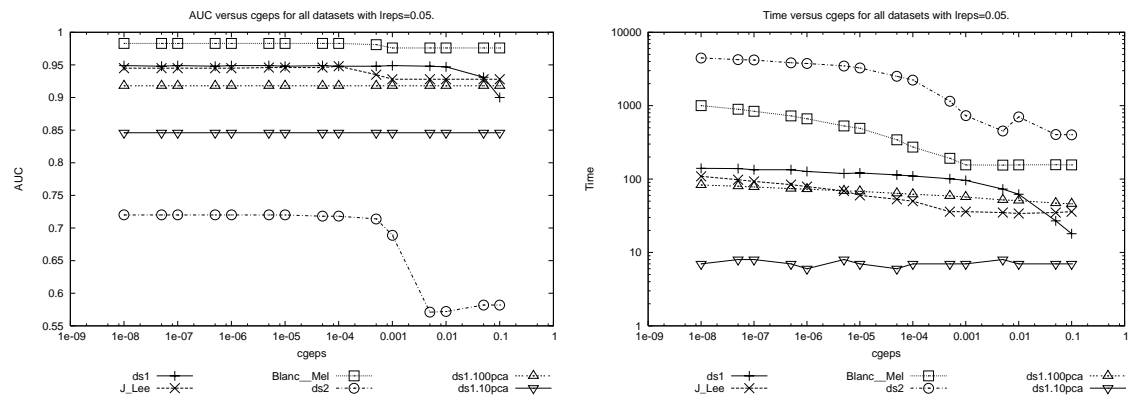 AUC versus cgeps for all datasets with lreps=0.05.
1
0.95
0.9
0.85
0.8
0.75
0.7
0.65
0.6
0.55
AUC
1e-09 1e-08 1e-07 1e-06 1e-05 1e-04 0.001 0.01 0.1 1
cgeps
ds1 Blanc__Mel ds1.100pca
J_Lee ds2 ds1.10pca
Time versus cgeps for all datasets with lreps=0.05.
10000
1000
100
10
1
Time
1e-09 1e-08 1e-07 1e-06 1e-05 1e-04 0.001 0.01 0.1 1
cgeps
ds1 Blanc__Mel ds1.100pca
J_Lee ds2 ds1.10pca